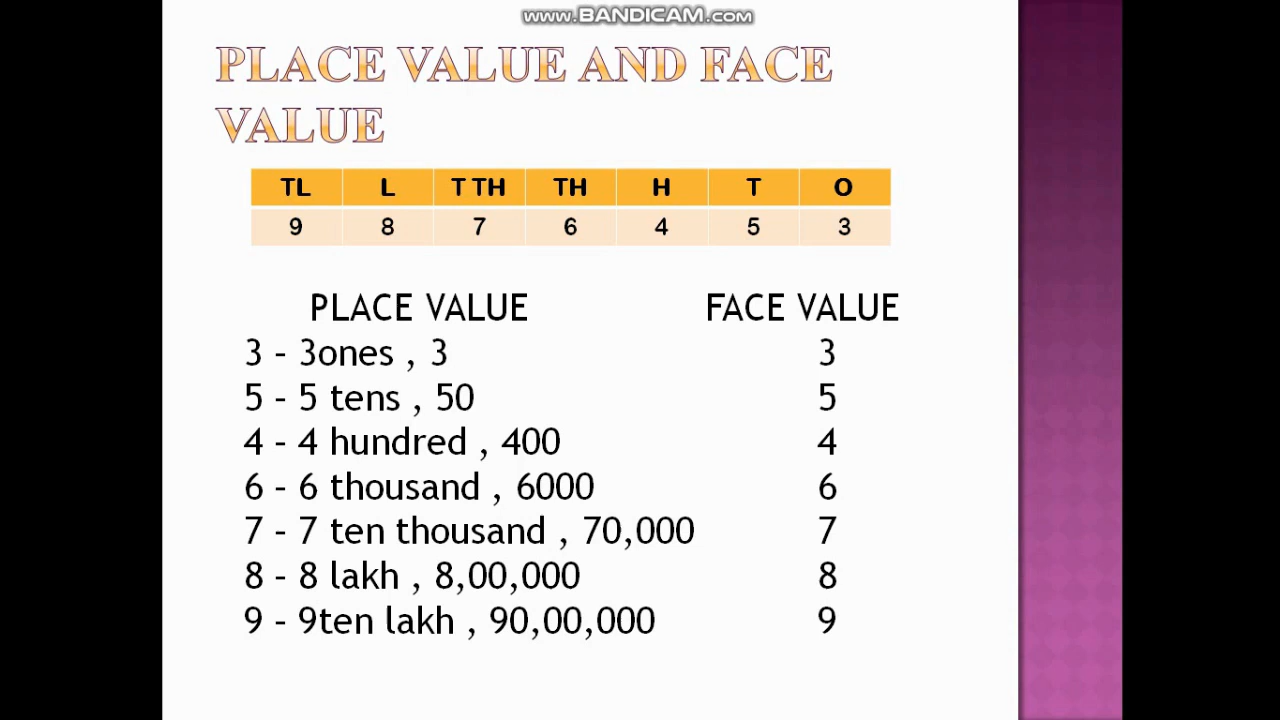 www.BANDICAM.com
PLACE VALUE AND FACE
VALUE
TL L T TH TH H T O
9 8 7 6 4 5 3
PLACE VALUE FACE VALUE
3 – 3ones , 3 3
5 – 5 tens , 50 5
4 – 4 hundred , 400 4
6 – 6 thousand , 6000 6
7 – 7 ten thousand , 70,000 7
8 – 8 lakh , 8,00,000 8
9 – 9ten lakh , 90,00,000 9